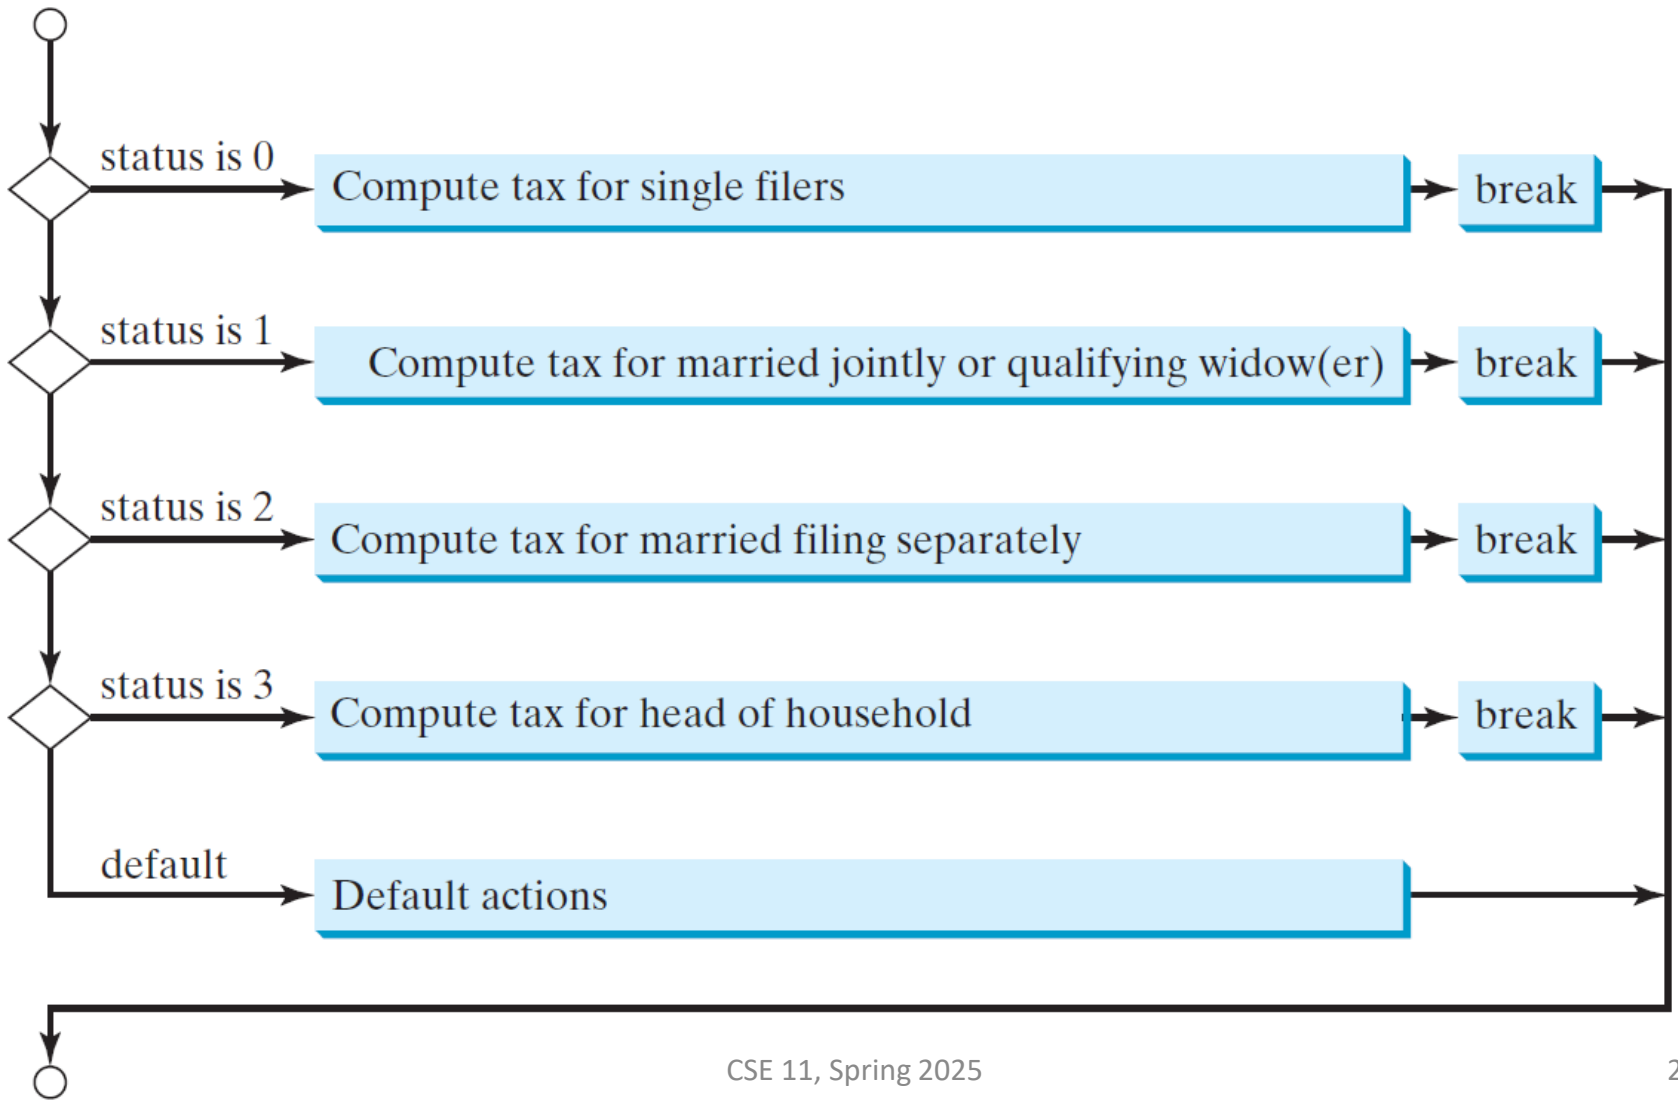 status is 0
Compute tax for single filers
break
status is 1
Compute tax for married jointly or qualifying widow(er)
break
status is 2
Compute tax for married filing separately
break
status is 3
Compute tax for head of household
break
default
Default actions
CSE 11, Spring 2025